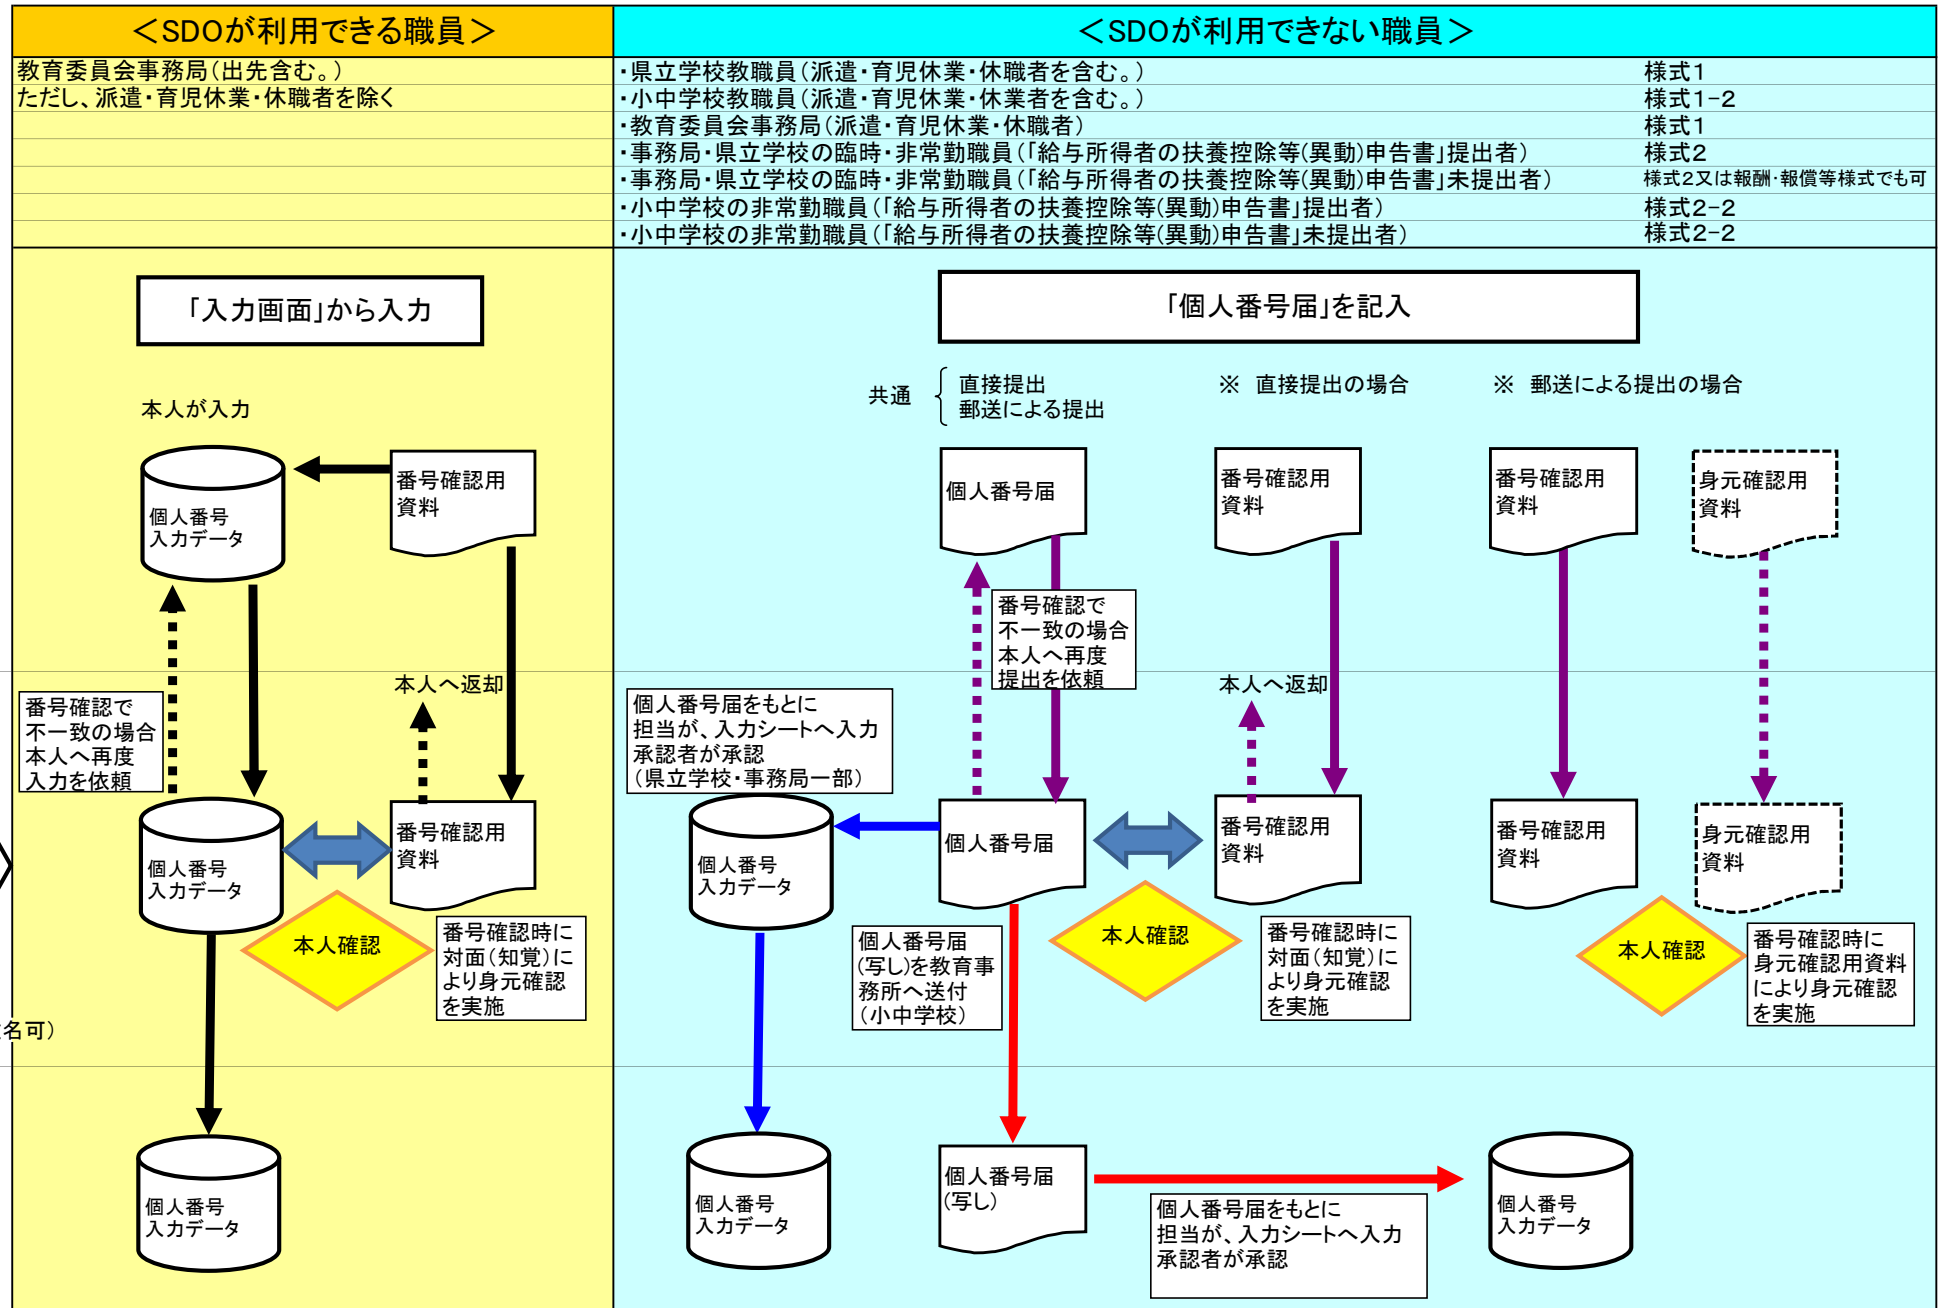 ＜SDOが利用できる職員＞
＜SDOが利用できない職員＞
教育委員会事務局(出先含む。)
ただし、派遣・育児休業・休職者を除く
・県立学校教職員(派遣・育児休業・休職者を含む。)　様式1
・小中学校教職員(派遣・育児休業・休業者を含む。)　様式1-2
・教育委員会事務局(派遣・育児休業・休職者)　様式1
・事務局・県立学校の臨時・非常勤職員(「給与所得者の扶養控除等(異動)申告書」提出者)　様式2
・事務局・県立学校の臨時・非常勤職員(「給与所得者の扶養控除等(異動)申告書」未提出者)　様式2又は報酬・報償等様式でも可
・小中学校の非常勤職員(「給与所得者の扶養控除等(異動)申告書」提出者)　様式2-2
・小中学校の非常勤職員(「給与所得者の扶養控除等(異動)申告書」未提出者)　様式2-2
「入力画面」から入力
「個人番号届」を記入
本人が入力
共通
直接提出
郵送による提出
※　直接提出の場合
※　郵送による提出の場合
個人番号
入力データ
番号確認用
資料
個人番号届
番号確認用
資料
番号確認用
資料
身元確認用
資料
番号確認で
不一致の場合
本人へ再度
提出を依頼
番号確認で
不一致の場合
本人へ再度
入力を依頼
本人へ返却
個人番号届をもとに
担当が、入力シートへ入力
承認者が承認
(県立学校・事務局一部)
本人へ返却
個人番号
入力データ
番号確認用
資料
個人番号
入力データ
個人番号届
番号確認用
資料
番号確認用
資料
身元確認用
資料
本人確認
番号確認時に
対面(知覚)に
より身元確認
を実施
個人番号届
(写し)を教育事
務所へ送付
(小中学校)
本人確認
番号確認時に
対面(知覚)に
より身元確認
を実施
本人確認
番号確認時に
身元確認用資料
により身元確認
を実施
名可)
個人番号
入力データ
個人番号
入力データ
個人番号届
(写し)
個人番号届をもとに
担当が、入力シートへ入力
承認者が承認
個人番号
入力データ